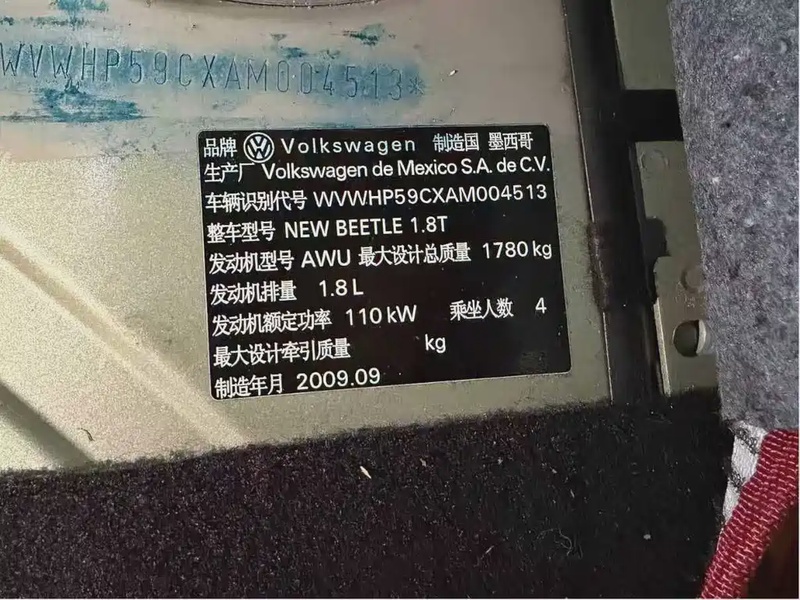 WVWHP59CXAM004513*
品牌 VW Volkswagen 制造国 墨西哥
生产厂 Volkswagen de Mexico S.A. de C.V.
车辆识别代号 WVWHP59CXAM004513
整车型号 NEW BEETLE 1.8T
发动机型号 AWU 最大设计总质量 1780 kg
发动机排量 1.8 L
发动机额定功率 110 kW 乘坐人数 4
最大设计牵引质量 kg
制造年月 2009.09